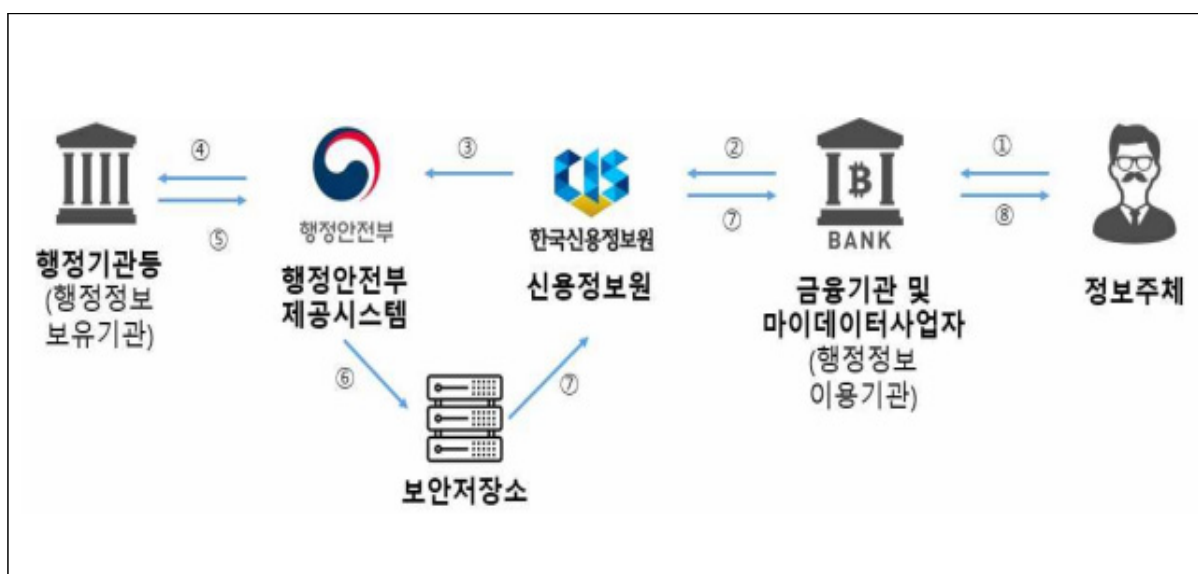 ④
③
②
①
⑤
행정안전부
한국신용정보원
⑦
BANK
⑧
행정기관등
(행정정보
보유기관)
행정안전부
제공시스템
신용정보원
금융기관 및
마이데이터사업자
(행정정보
이용기관)
정보주체
⑥
⑦
보안저장소